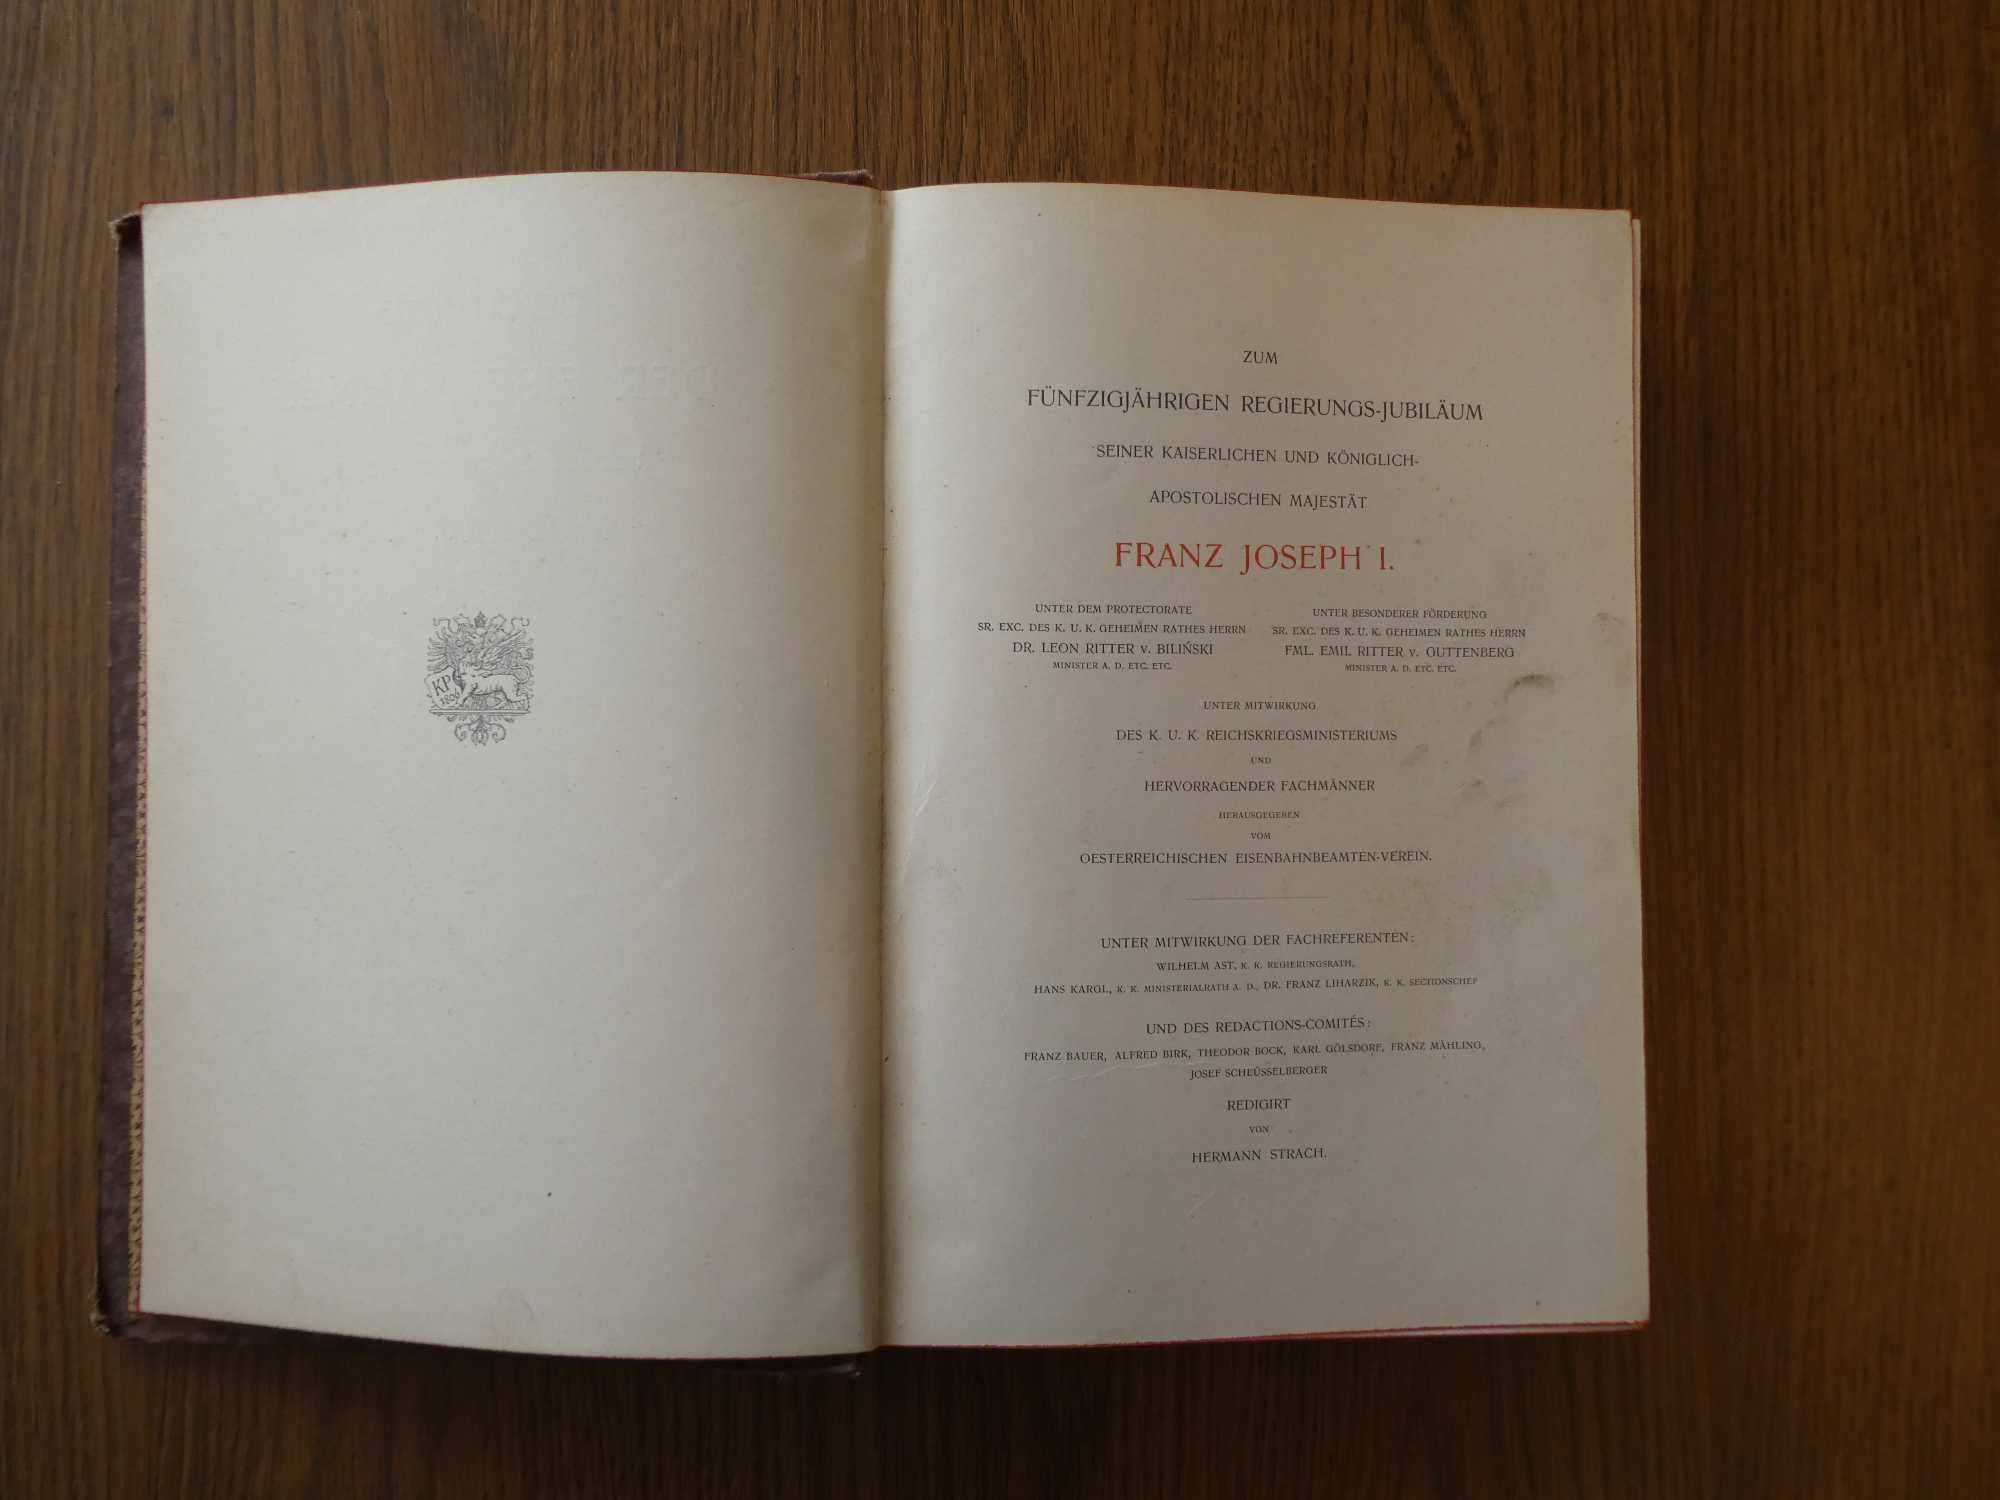 KP
1896
ZUM
FÜNFZIGJÄHRIGEN REGIERUNGS-JUBILÄUM
SEINER KAISERLICHEN UND KÖNIGLICH-
APOSTOLISCHEN MAJESTÄT
FRANZ JOSEPH I.
UNTER DEM PROTECTORATE
SR. EXC. DES K. U. K. GEHEIMEN RATHES HERRN
DR. LEON RITTER v. BILIŃSKI
MINISTER A. D. ETC. ETC.
UNTER BESONDERER FÖRDERUNG
SR. EXC. DES K. U. K. GEHEIMEN RATHES HERRN
FML. EMIL RITTER v. GUTTENBERG
MINISTER A. D. ETC. ETC.
UNTER MITWIRKUNG
DES K. U. K. REICHSKRIEGSMINISTERIUMS
UND
HERVORRAGENDER FACHMÄNNER
HERAUSGEGEBEN
VOM
OESTERREICHISCHEN EISENBAHNBEAMTEN-VEREIN.
UNTER MITWIRKUNG DER FACHREFERENTEN:
WILHELM AST, K. K. REGIERUNGSRATH,
HANS KARGL, K. K. MINISTERIALRATH A. D., DR. FRANZ LIHARZIK, K. K. SECTIONSCHEF
UND DES REDACTIONS-COMITÉS:
FRANZ BAUER, ALFRED BIRK, THEODOR BOCK, KARL GÖLSDORF, FRANZ MÄHLING,
JOSEF SCHEÜSSELBERGER
REDIGIRT
VON
HERMANN STRACH.